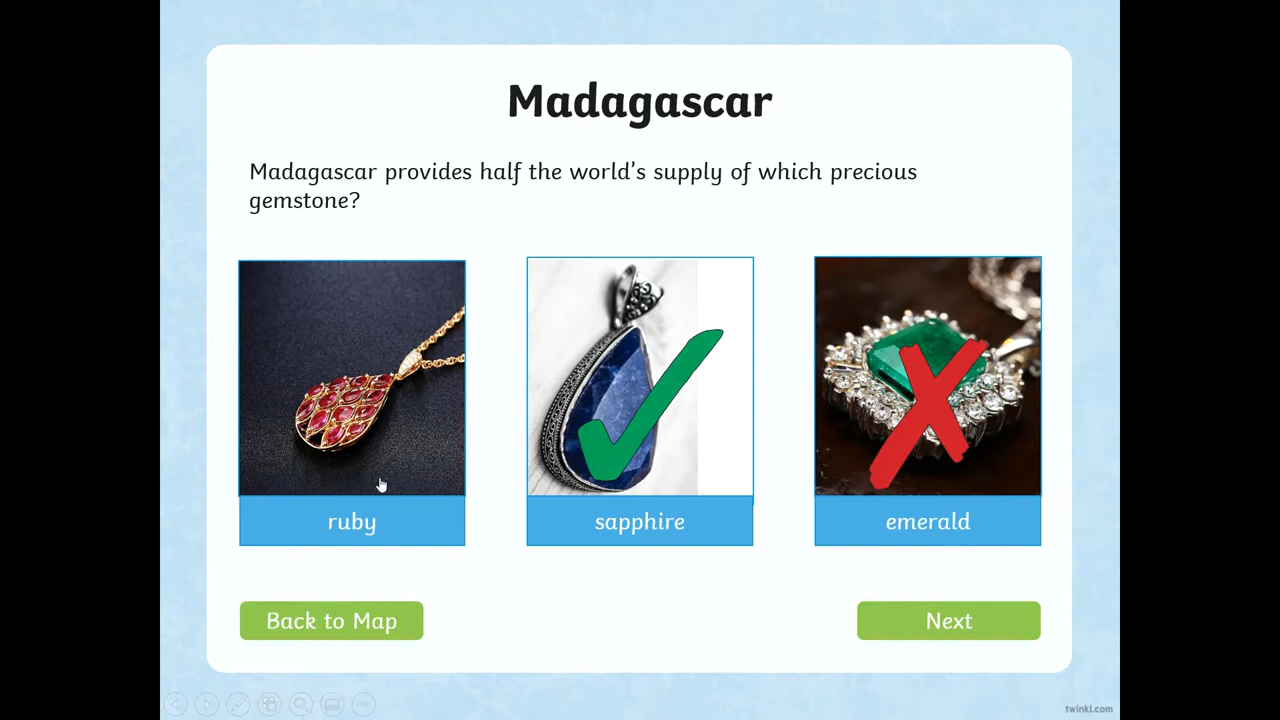 Madagascar
Madagascar provides half the world's supply of which precious
gemstone?
ruby
sapphire
emerald
Back to Map
Next
twinkl.com